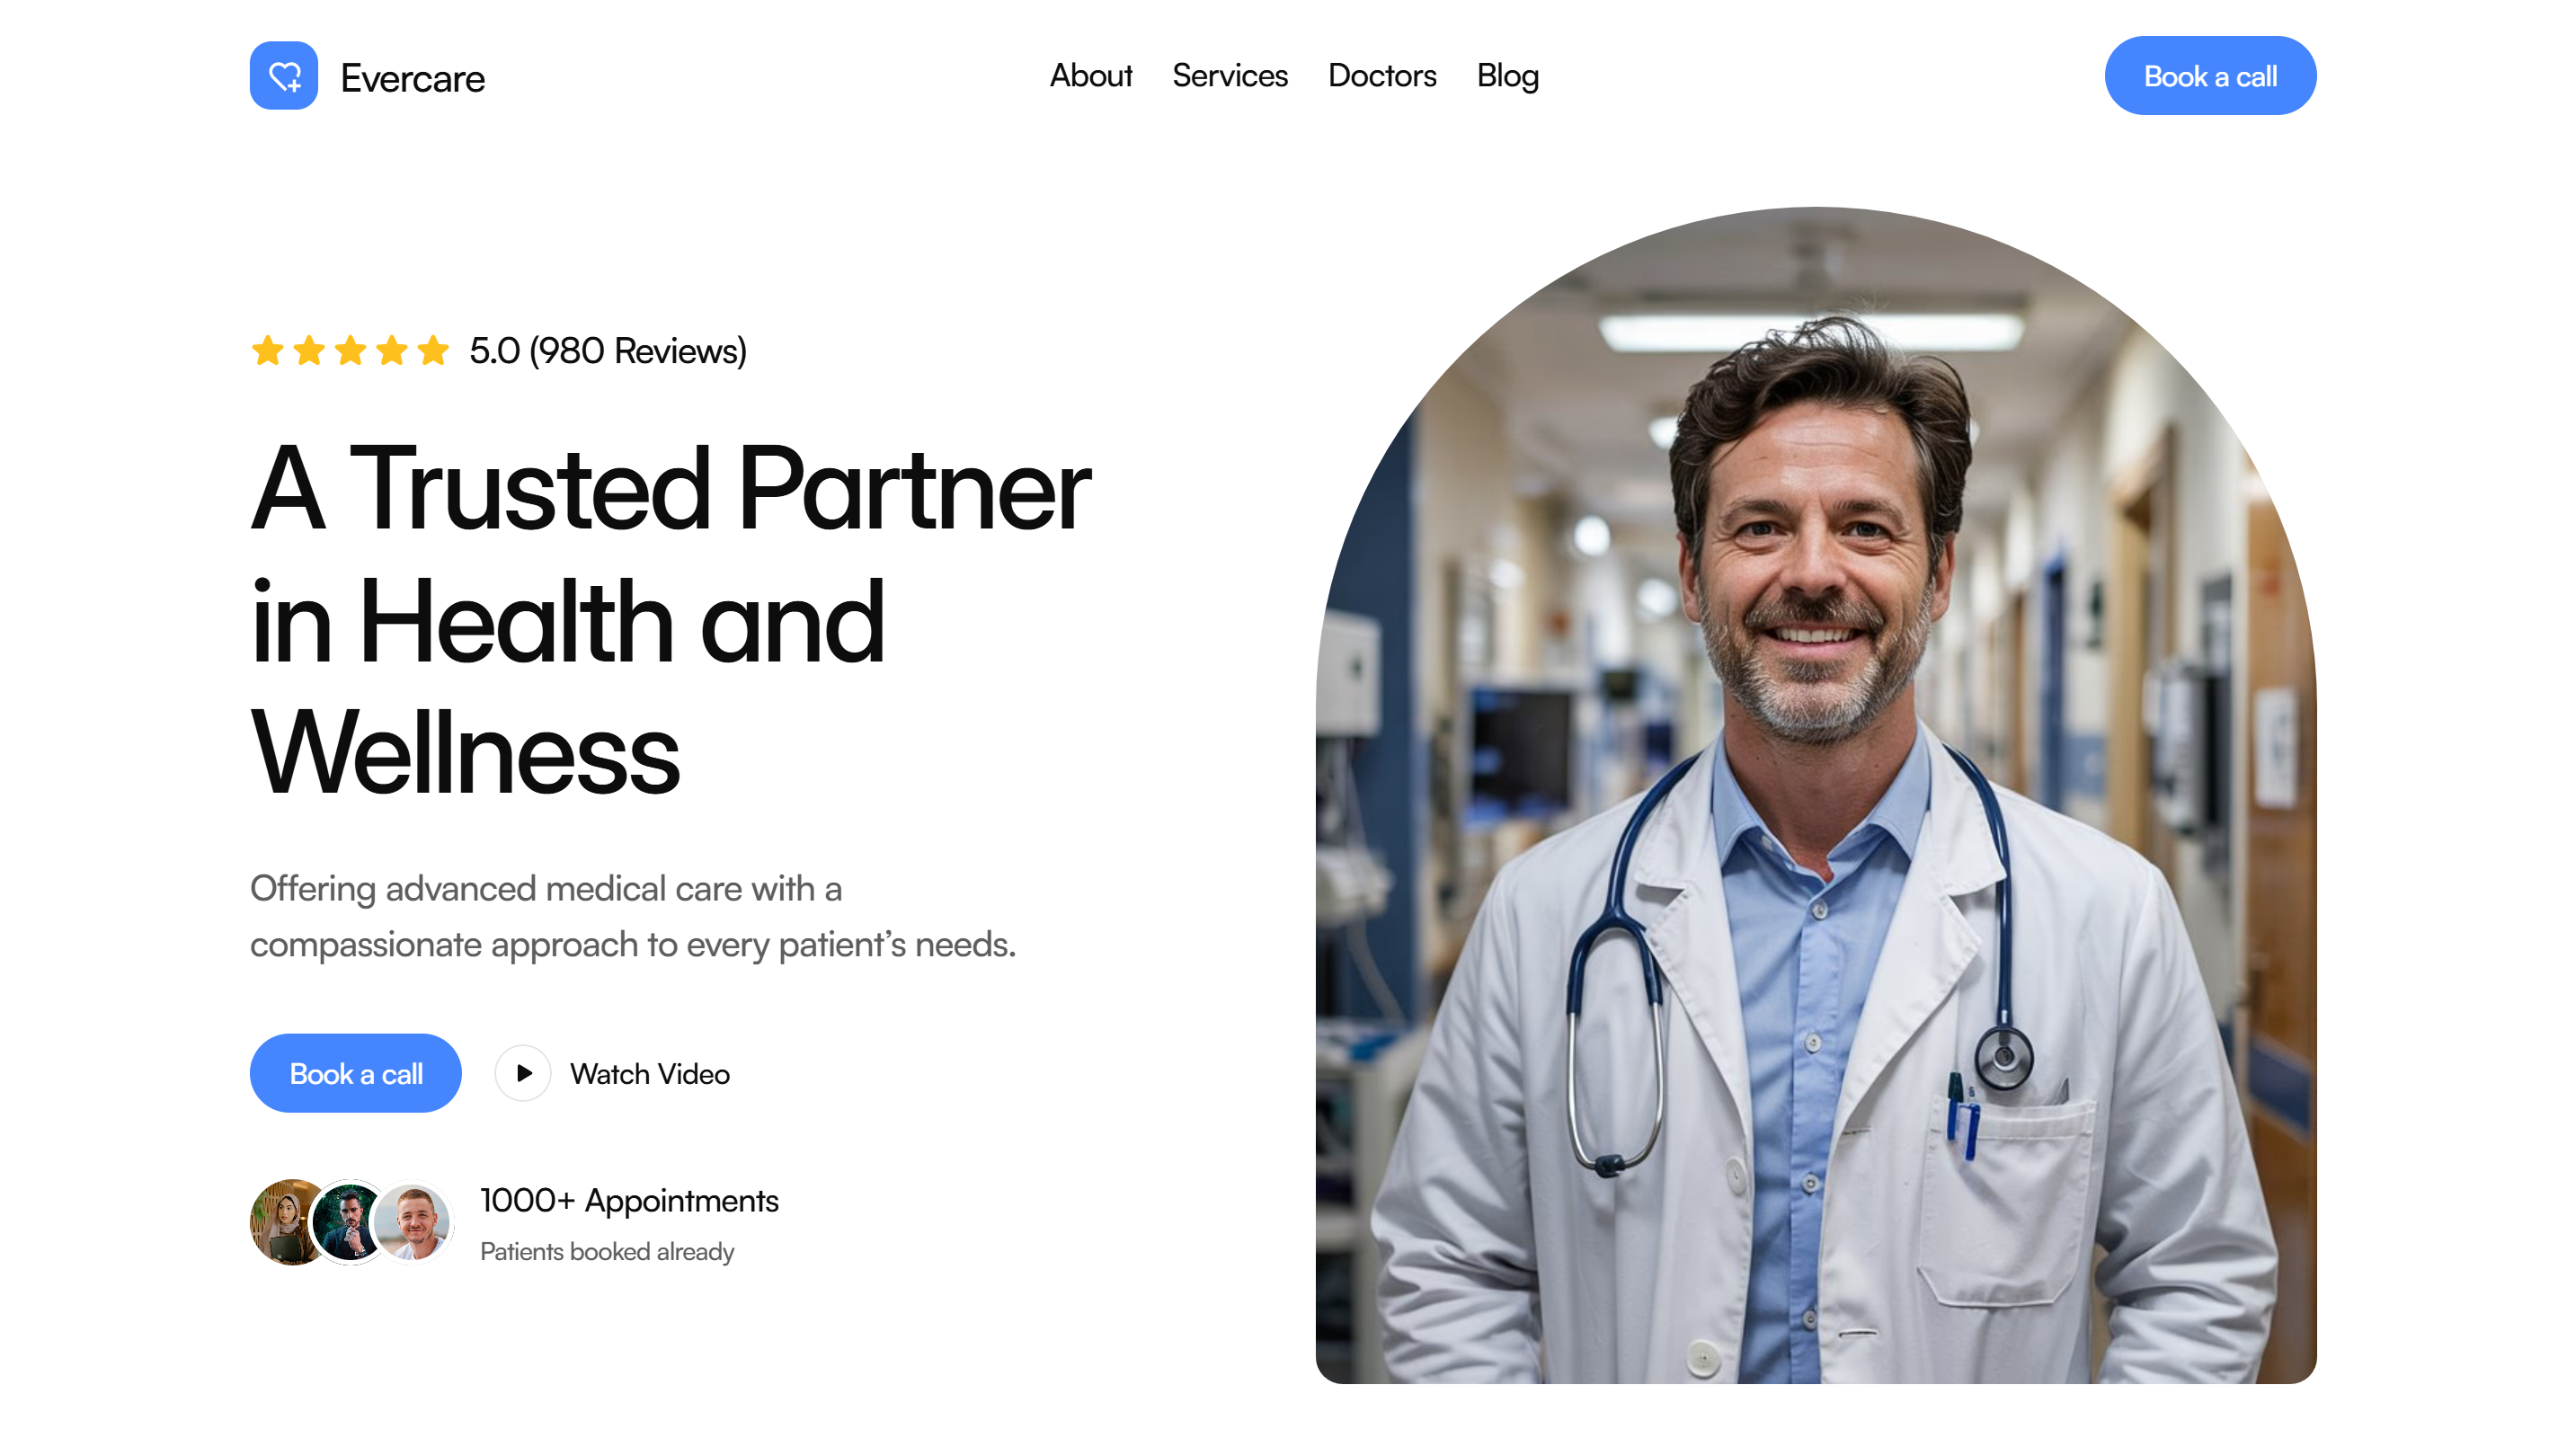 Evercare
About
Services
Doctors
Blog
Book a call
5.0 (980 Reviews)
A Trusted Partner
in Health and
Wellness
Offering advanced medical care with a
compassionate approach to every patient’s needs.
Book a call
Watch Video
1000+ Appointments
Patients booked already